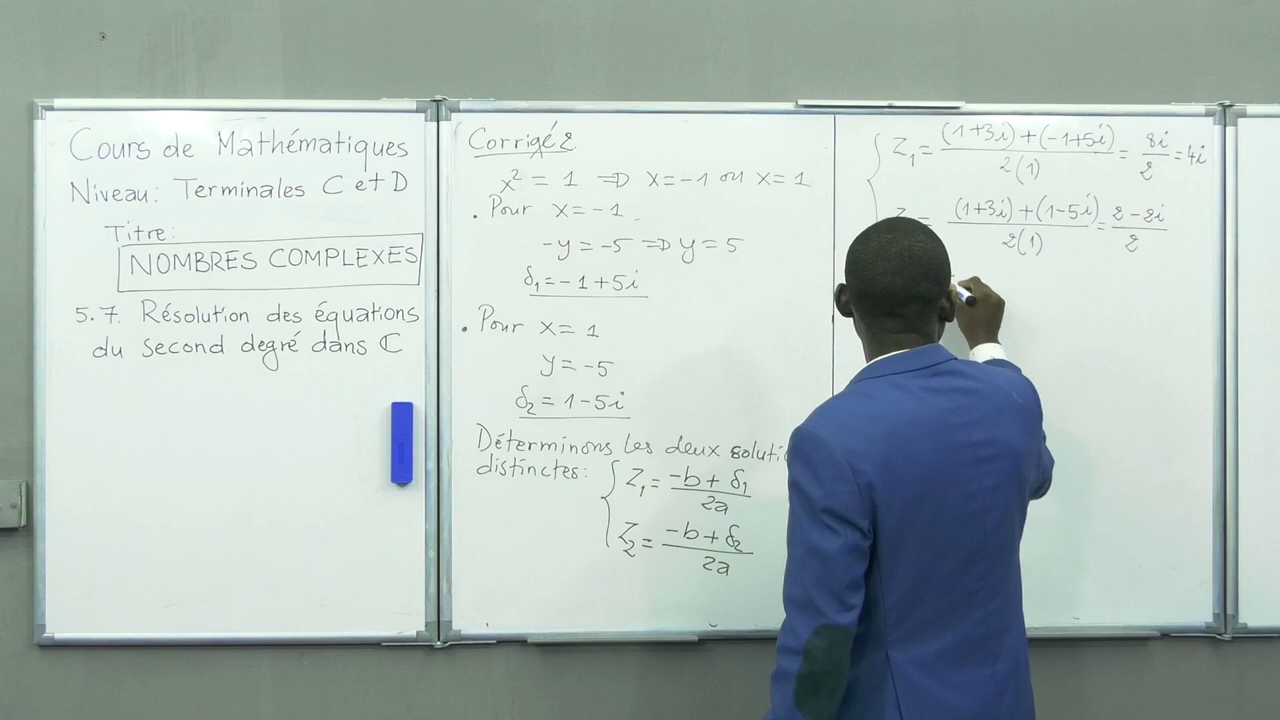 Cours de Mathématiques
Niveau: Terminales C et D
Titre:
NOMBRES COMPLEXES
5.7. Résolution des équations
du second degré dans ℂ
Corrigé 2
x² = 1 ⇒ x=-1 ou x=1
. Pour x=-1
-y=-5 ⇒ y=5
δ₁=-1+5i
. Pour x=1
y=-5
δ₂=1-5i
Déterminons les deux
distinctes: { Z₁ = (-b+δ₁)/2a
Z₂ = (-b+δ₂)/2a
{ Z₁ = ((1+3i)+(-1+5i))/2(1) = 8i/2 = 4i
= ((1+3i)+(1-5i))/2(1) = (2-2i)/2